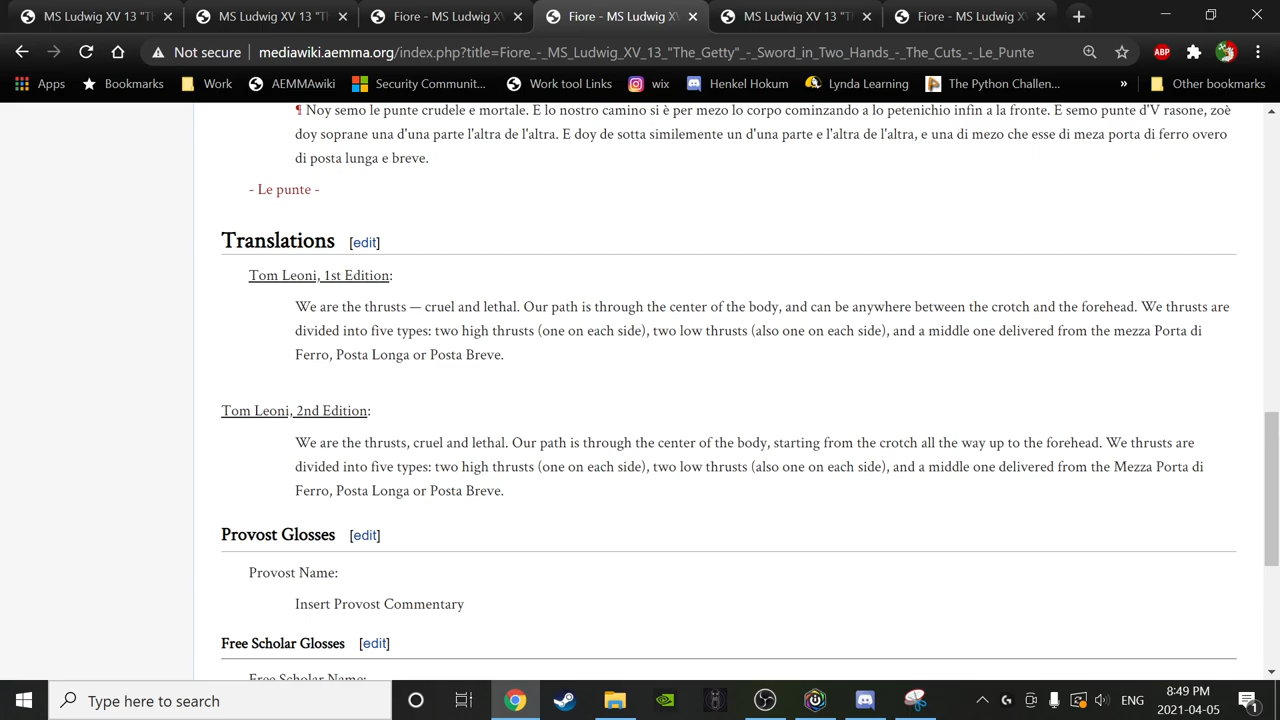 MS Ludwig XV 13 "T
MS Ludwig XV 13 "T
Fiore - MS Ludwig XV
Fiore - MS Ludwig XV
MS Ludwig XV 13 "T
Fiore - MS Ludwig XV
Not secure mediawiki.aemma.org/index.php?title=Fiore_-_MS_Ludwig_XV_13_"The_Getty"_-_Sword_in_Two_Hands_-_The_Cuts_-_Le_Punte
ABP
Apps Bookmarks Work AEMMAwiki Security Communit... Work tool Links wix Henkel Hokum Lynda Learning The Python Challen... » Other bookmarks
¶ Noy semo le punte crudele e mortale. E lo nostro camino si è per mezo lo corpo cominzando a lo petenichio infin a la fronte. E semo punte d'V rasone, zoè
doy soprane una d'una parte l'altra de l'altra. E doy de sotta similemente un d'una parte e l'altra de l'altra, e una di mezo che esse di meza porta di ferro overo
di posta lunga e breve.
- Le punte -
Translations [edit]
Tom Leoni, 1st Edition:
We are the thrusts — cruel and lethal. Our path is through the center of the body, and can be anywhere between the crotch and the forehead. We thrusts are
divided into five types: two high thrusts (one on each side), two low thrusts (also one on each side), and a middle one delivered from the mezza Porta di
Ferro, Posta Longa or Posta Breve.
Tom Leoni, 2nd Edition:
We are the thrusts, cruel and lethal. Our path is through the center of the body, starting from the crotch all the way up to the forehead. We thrusts are
divided into five types: two high thrusts (one on each side), two low thrusts (also one on each side), and a middle one delivered from the Mezza Porta di
Ferro, Posta Longa or Posta Breve.
Provost Glosses [edit]
Provost Name:
Insert Provost Commentary
Free Scholar Glosses [edit]
Free Scholar Name:
Type here to search
ENG
8:49 PM
2021-04-05
1